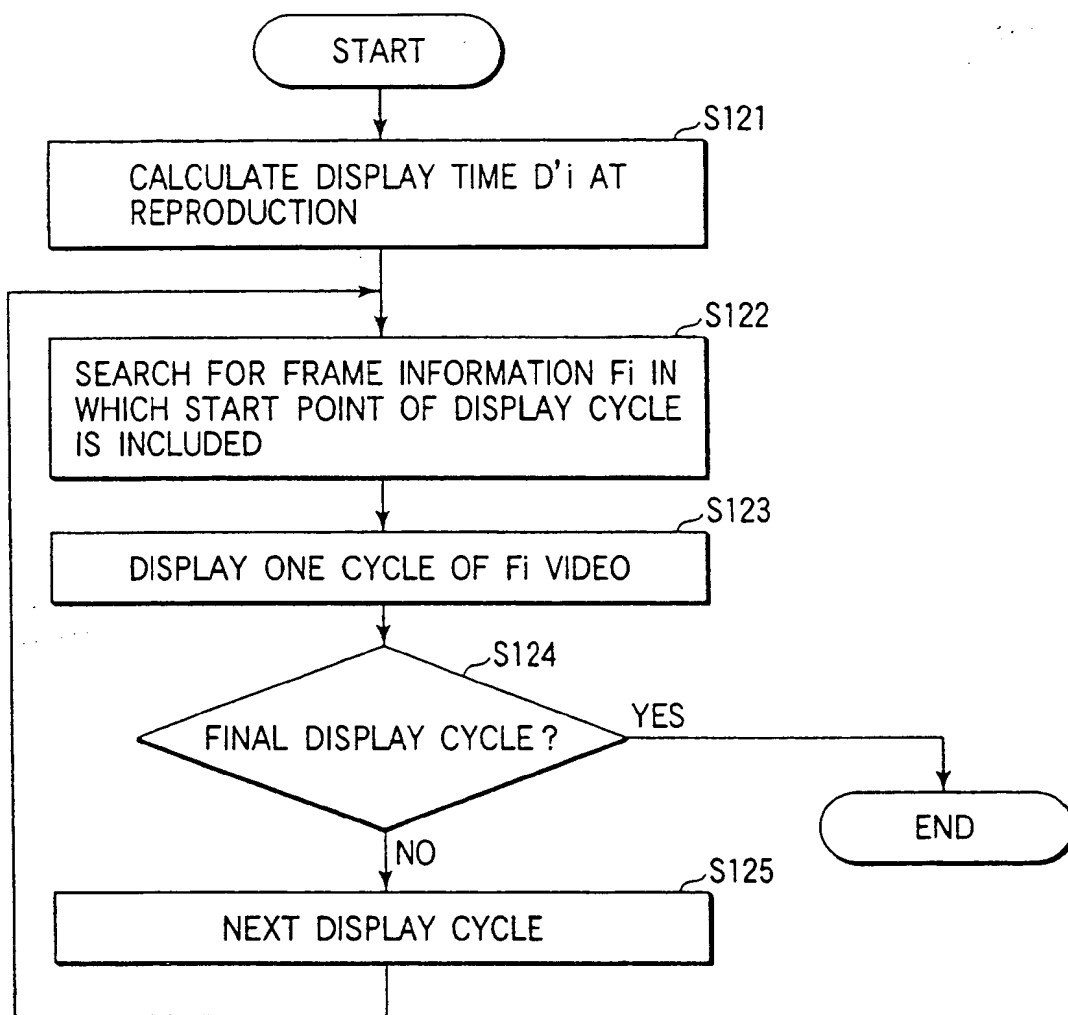 START
S121
CALCULATE DISPLAY TIME D'i AT
REPRODUCTION
S122
SEARCH FOR FRAME INFORMATION Fi IN
WHICH START POINT OF DISPLAY CYCLE
IS INCLUDED
S123
DISPLAY ONE CYCLE OF Fi VIDEO
S124
FINAL DISPLAY CYCLE?
YES
END
NO
S125
NEXT DISPLAY CYCLE